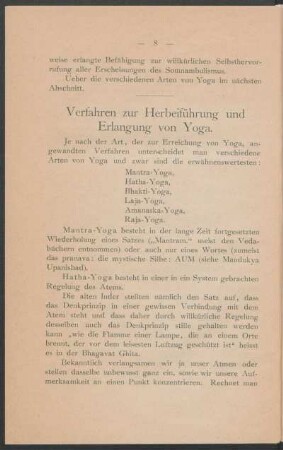 — 8 —
weise erlangte Befähigung zur willkürlichen Selbsthervor-
rufung aller Erscheinungen des Somnambulismus.
Ueber die verschiedenen Arten von Yoga im nächsten
Abschnitt.
Verfahren zur Herbeiführung und
Erlangung von Yoga.
Je nach der Art, der zur Erreichung von Yoga, an-
gewandten Verfahren unterscheidet man verschiedene
Arten von Yoga und zwar sind die erwähnenswertesten:
Mantra-Yoga,
Hatha-Yoga,
Bhakti-Yoga,
Laja-Yoga,
Amanaska-Yoga,
Raja-Yoga.
Mantra-Yoga besteht in der lange Zeit fortgesetzten
Wiederholung eines Satzes („Mantram.“ meist den Veda-
büchern entnommen) oder auch nur eines Wortes (zumeist
das pranava: die mystische Silbe: AUM (siehe Mandukya
Upanishad).
Hatha-Yoga besteht in einer in ein System gebrachten
Regelung des Atems.
Die alten Inder stellten nämlich den Satz auf, dass
das Denkprinzip in einer gewissen Verbindung mit dem
Atem steht und dass daher durch willkürliche Regelung
desselben auch das Denkprinzip stille gehalten werden
kann „wie die Flamme einer Lampe, die an einem Orte
brennt, der vor dem leisesten Luftzug geschützt ist“ heisst
es in der Bhagavat Ghita.
Bekanntlich verlangsamen wir ja unser Atmen oder
stellen dasselbe unbewusst ganz ein, sowie wir unsere Auf-
merksamkeit an einen Punkt konzentrieren. Rechnet man